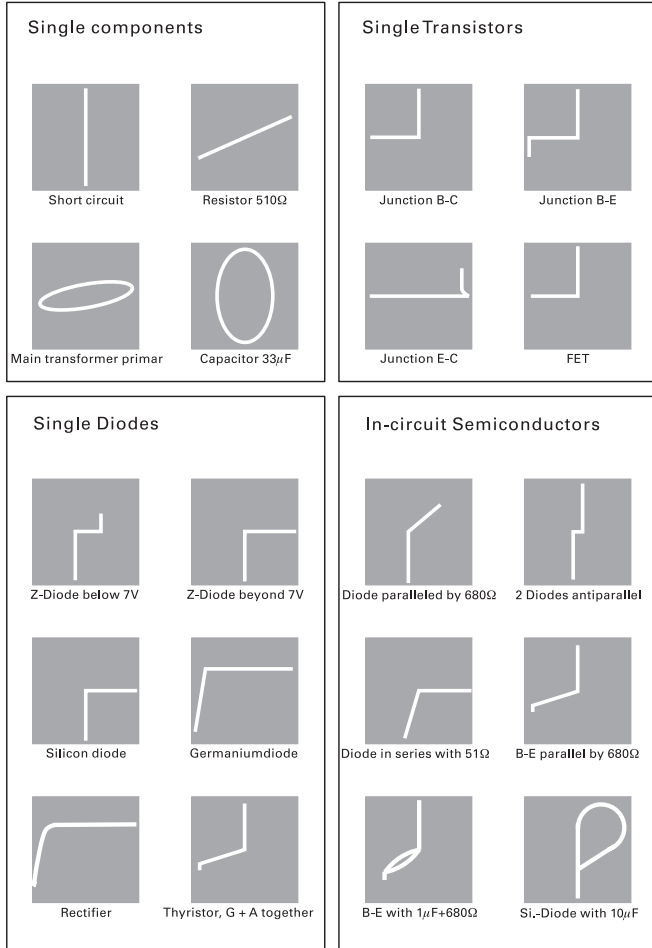 Single components
Short circuit
Resistor 510Ω
Main transformer primar
Capacitor 33µF
Single Transistors
Junction B-C
Junction B-E
Junction E-C
FET
Single Diodes
Z-Diode below 7V
Z-Diode beyond 7V
Silicon diode
Germaniumdiode
Rectifier
Thyristor, G + A together
In-circuit Semiconductors
Diode paralleled by 680Ω
2 Diodes antiparallel
Diode in series with 51Ω
B-E parallel by 680Ω
B-E with 1µF+680Ω
Si.-Diode with 10µF